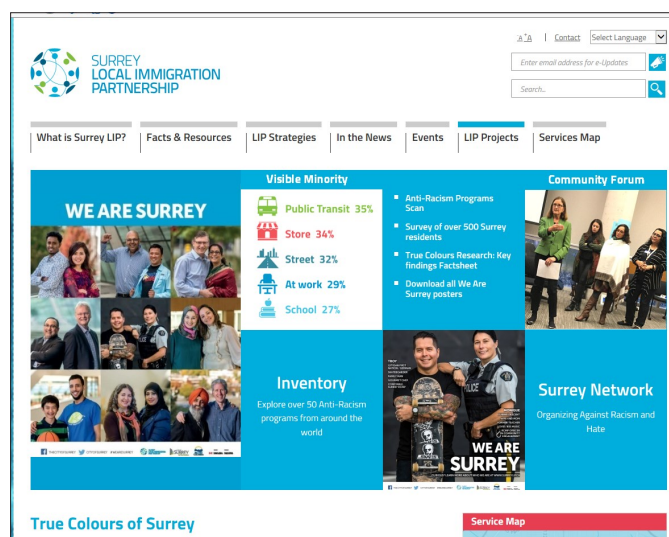 A+A | Contact Select Language
Enter email address for e-Updates
Search..
SURREY
LOCAL IMMIGRATION
PARTNERSHIP
What is Surrey LIP? Facts & Resources LIP Strategies In the News Events LIP Projects Services Map
WE ARE SURREY
Visible Minority
Public Transit 35%
Store 34%
Street 32%
At work 29%
School 27%
Anti-Racism Programs
Scan
Survey of over 500 Surrey
residents
True Colours Research: Key
findings Factsheet
Download all We Are
Surrey posters
Community Forum
Inventory
Explore over 50 Anti-Racism
programs from around the
world
POLICE
WE ARE
SURREY
Surrey Network
Organizing Against Racism and
Hate
True Colours of Surrey
Service Map